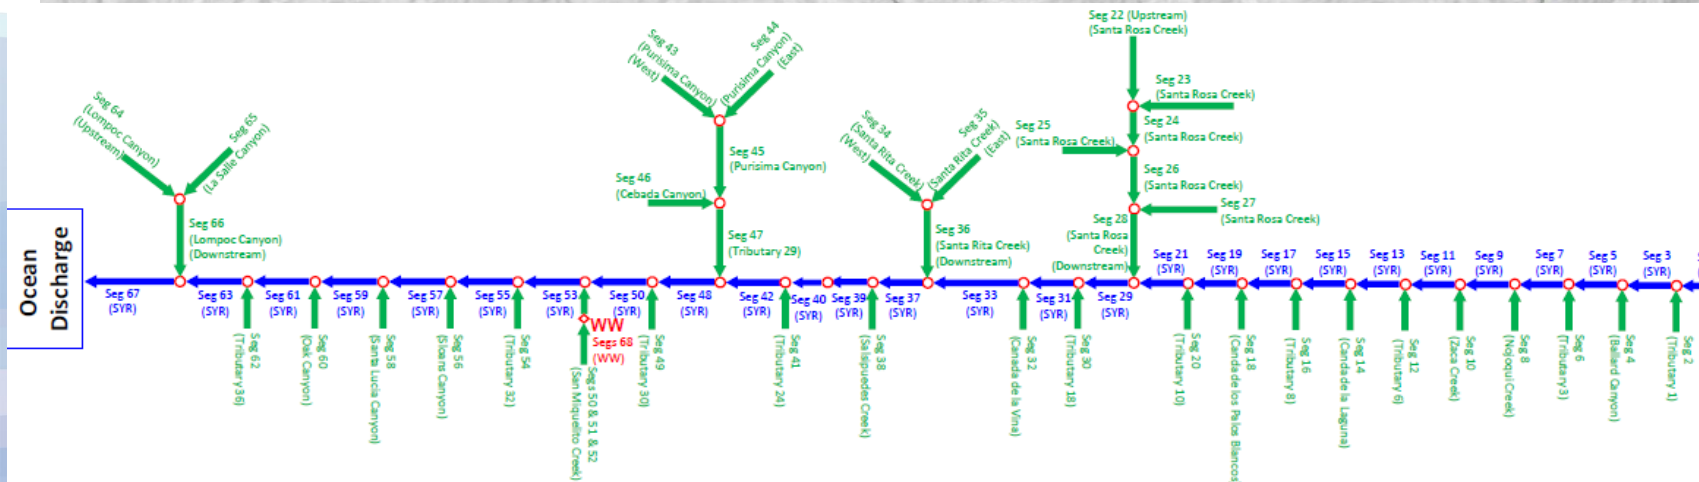 Seg 22 (Upstream)
(Santa Rosa Creek)
Seg 23
(Santa Rosa Creek)
Seg 24
(Santa Rosa Creek)
Seg 25
(Santa Rosa Creek)
Seg 26
(Santa Rosa Creek)
Seg 27
(Santa Rosa Creek)
Seg 28
(Santa Rosa
Creek)
(Downstream)
Seg 43
(Purisima Canyon)
(West)
Seg 44
(Purisima Canyon)
(East)
Seg 45
(Purisima Canyon)
Seg 46
(Cebada Canyon)
Seg 47
(Tributary 29)
Seg 34
(Santa Rita Creek)
(West)
Seg 35
(Santa Rita Creek)
(East)
Seg 36
(Santa Rita Creek)
(Downstream)
Seg 64
(Lompoc Canyon)
(Upstream)
Seg 65
(La Salle Canyon)
Seg 66
(Lompoc Canyon)
(Downstream)
Ocean
Discharge
Seg 67
(SYR)
Seg 63
(SYR)
Seg 61
(SYR)
Seg 59
(SYR)
Seg 57
(SYR)
Seg 55
(SYR)
Seg 53
(SYR)
Seg 50
(SYR)
Seg 48
(SYR)
Seg 42
(SYR)
Seg 40
(SYR)
Seg 39
(SYR)
Seg 37
(SYR)
Seg 33
(SYR)
Seg 31
(SYR)
Seg 29
(SYR)
Seg 21
(SYR)
Seg 19
(SYR)
Seg 17
(SYR)
Seg 15
(SYR)
Seg 13
(SYR)
Seg 11
(SYR)
Seg 9
(SYR)
Seg 7
(SYR)
Seg 5
(SYR)
Seg 3
(SYR)
Seg 62
(Tributary 36)
Seg 60
(Oak Canyon)
Seg 58
(Santa Lucia Canyon)
Seg 56
(Sloans Canyon)
Seg 54
(Tributary 32)
Segs 50 & 51 & 52
(San Miquelito Creek)
WW
Segs 68
(WW)
Seg 49
(Tributary 30)
Seg 41
(Tributary 24)
Seg 38
(Salsipuedes Creek)
Seg 32
(Canada de la Vina)
Seg 30
(Tributary 18)
Seg 20
(Tributary 10)
Seg 18
(Canada de los Palos Blancos)
Seg 16
(Tributary 8)
Seg 14
(Canada de la Laguna)
Seg 12
(Tributary 6)
Seg 10
(Zaca Creek)
Seg 8
(Nojoqui Creek)
Seg 6
(Tributary 3)
Seg 4
(Ballard Canyon)
Seg 2
(Tributary 1)